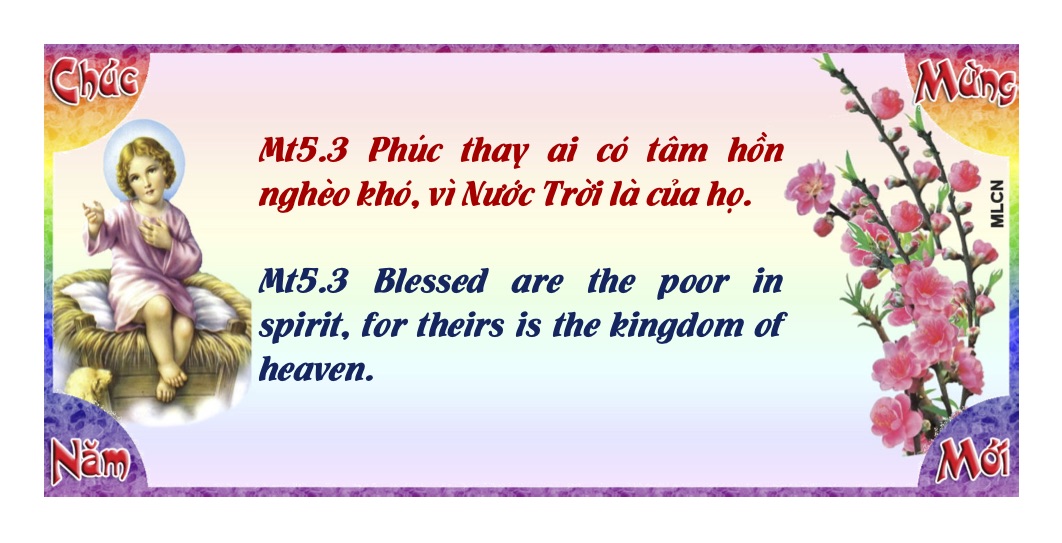 Chúc
Mừng
Mt5.3 Phúc thay ai có tâm hồn
nghèo khó, vì Nước Trời là của họ.
MLCN
Mt5.3 Blessed are the poor in
spirit, for theirs is the kingdom of
heaven.
Năm
Mới